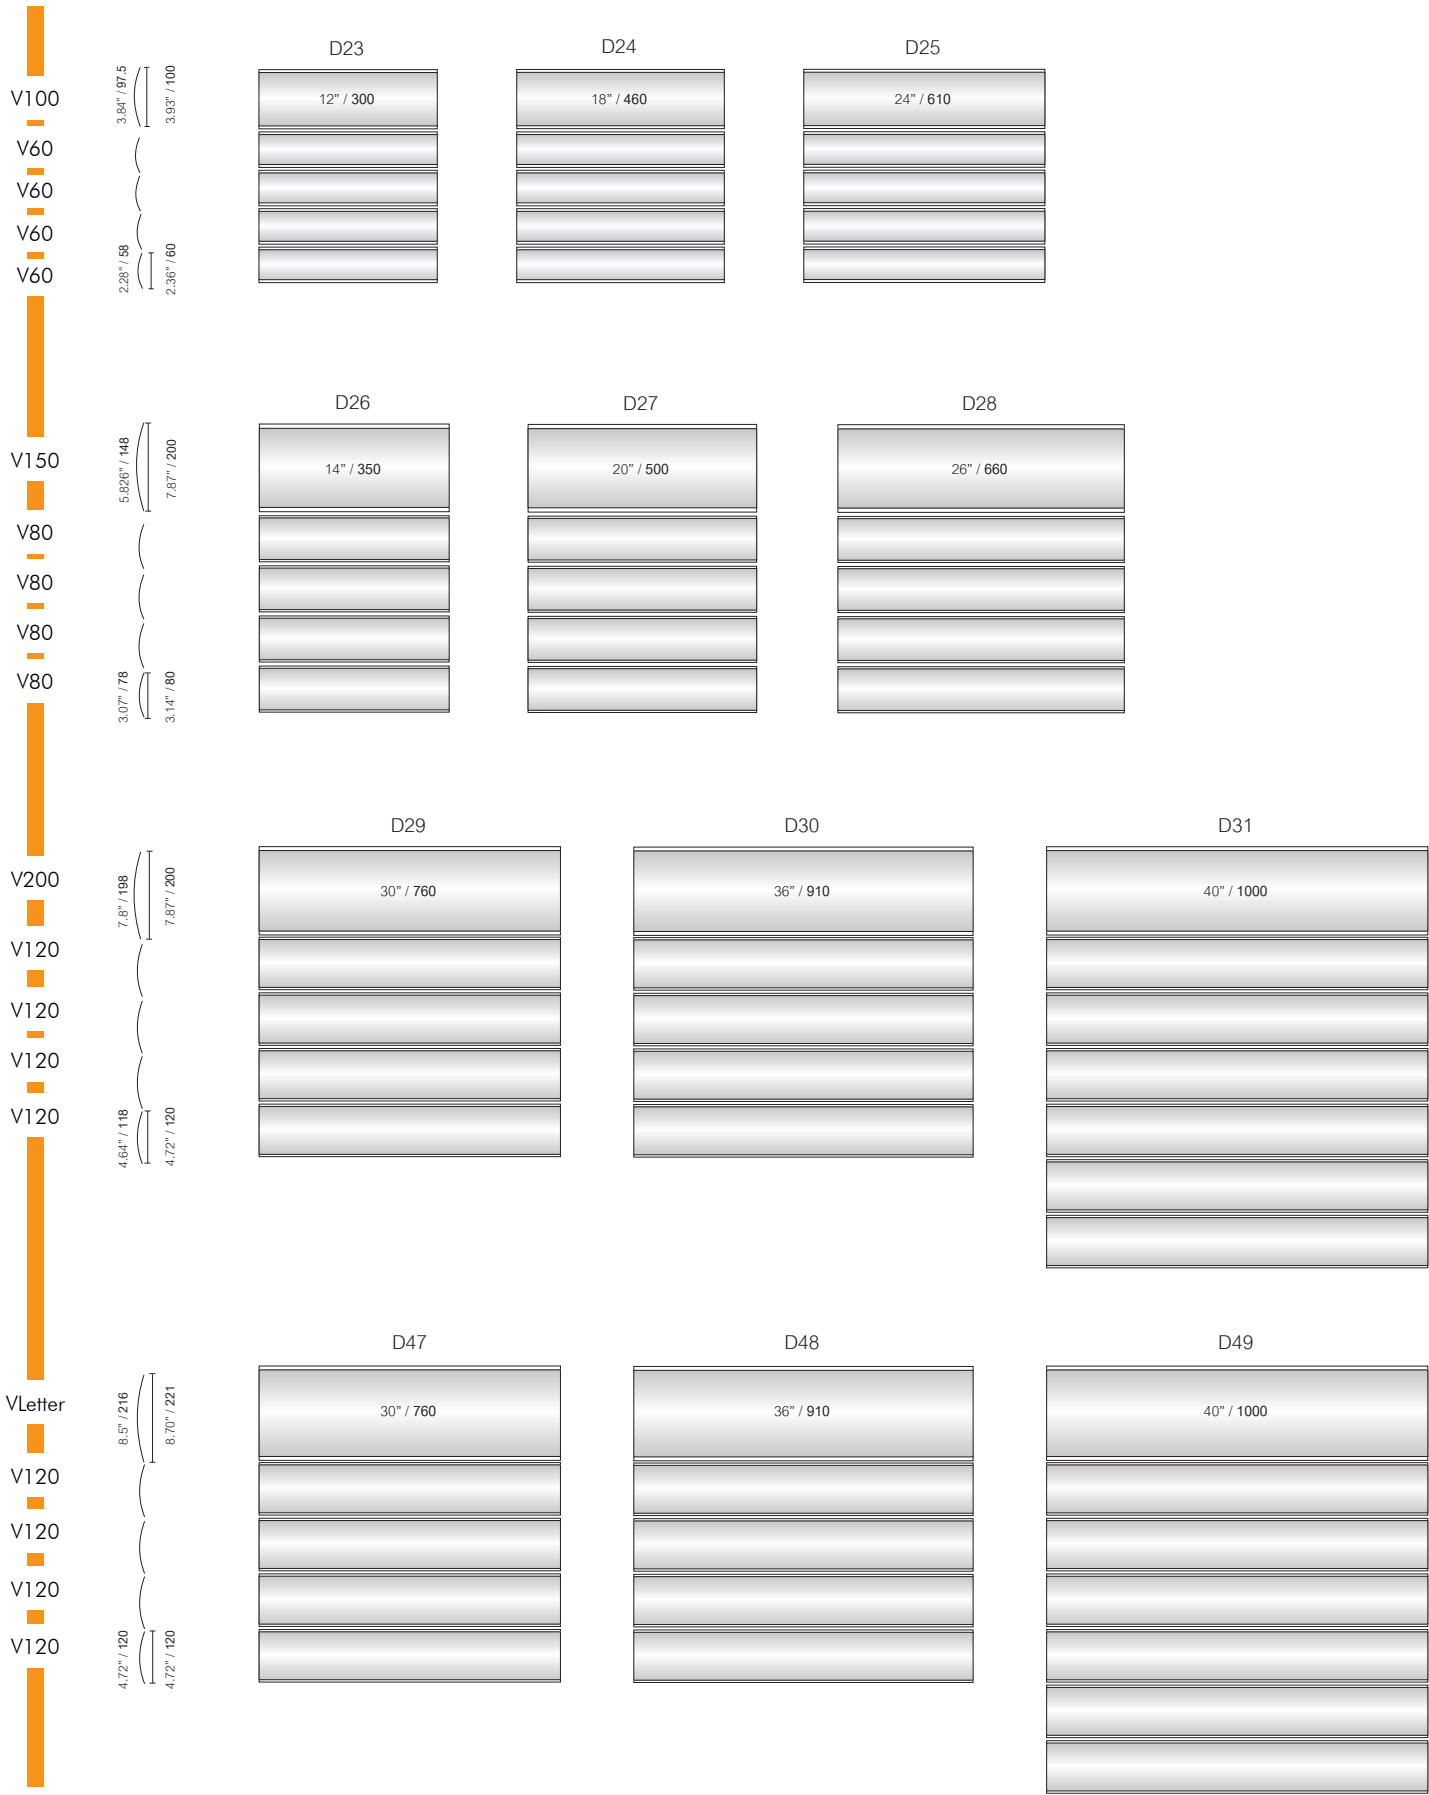 D23 D24 D25
V100 3.84" / 97.5 3.93" / 100 12" / 300 18" / 460 24" / 610
V60
V60
V60
V60 2.28" / 58 2.36" / 60
D26 D27 D28
V150 5.826" / 148 7.87" / 200 14" / 350 20" / 500 26" / 660
V80
V80
V80
V80 3.07" / 78 3.14" / 80
D29 D30 D31
V200 7.8" / 198 7.87" / 200 30" / 760 36" / 910 40" / 1000
V120
V120
V120
V120 4.64" / 118 4.72" / 120
D47 D48 D49
VLetter 8.5" / 216 8.70" / 221 30" / 760 36" / 910 40" / 1000
V120
V120
V120
V120 4.72" / 120 4.72" / 120